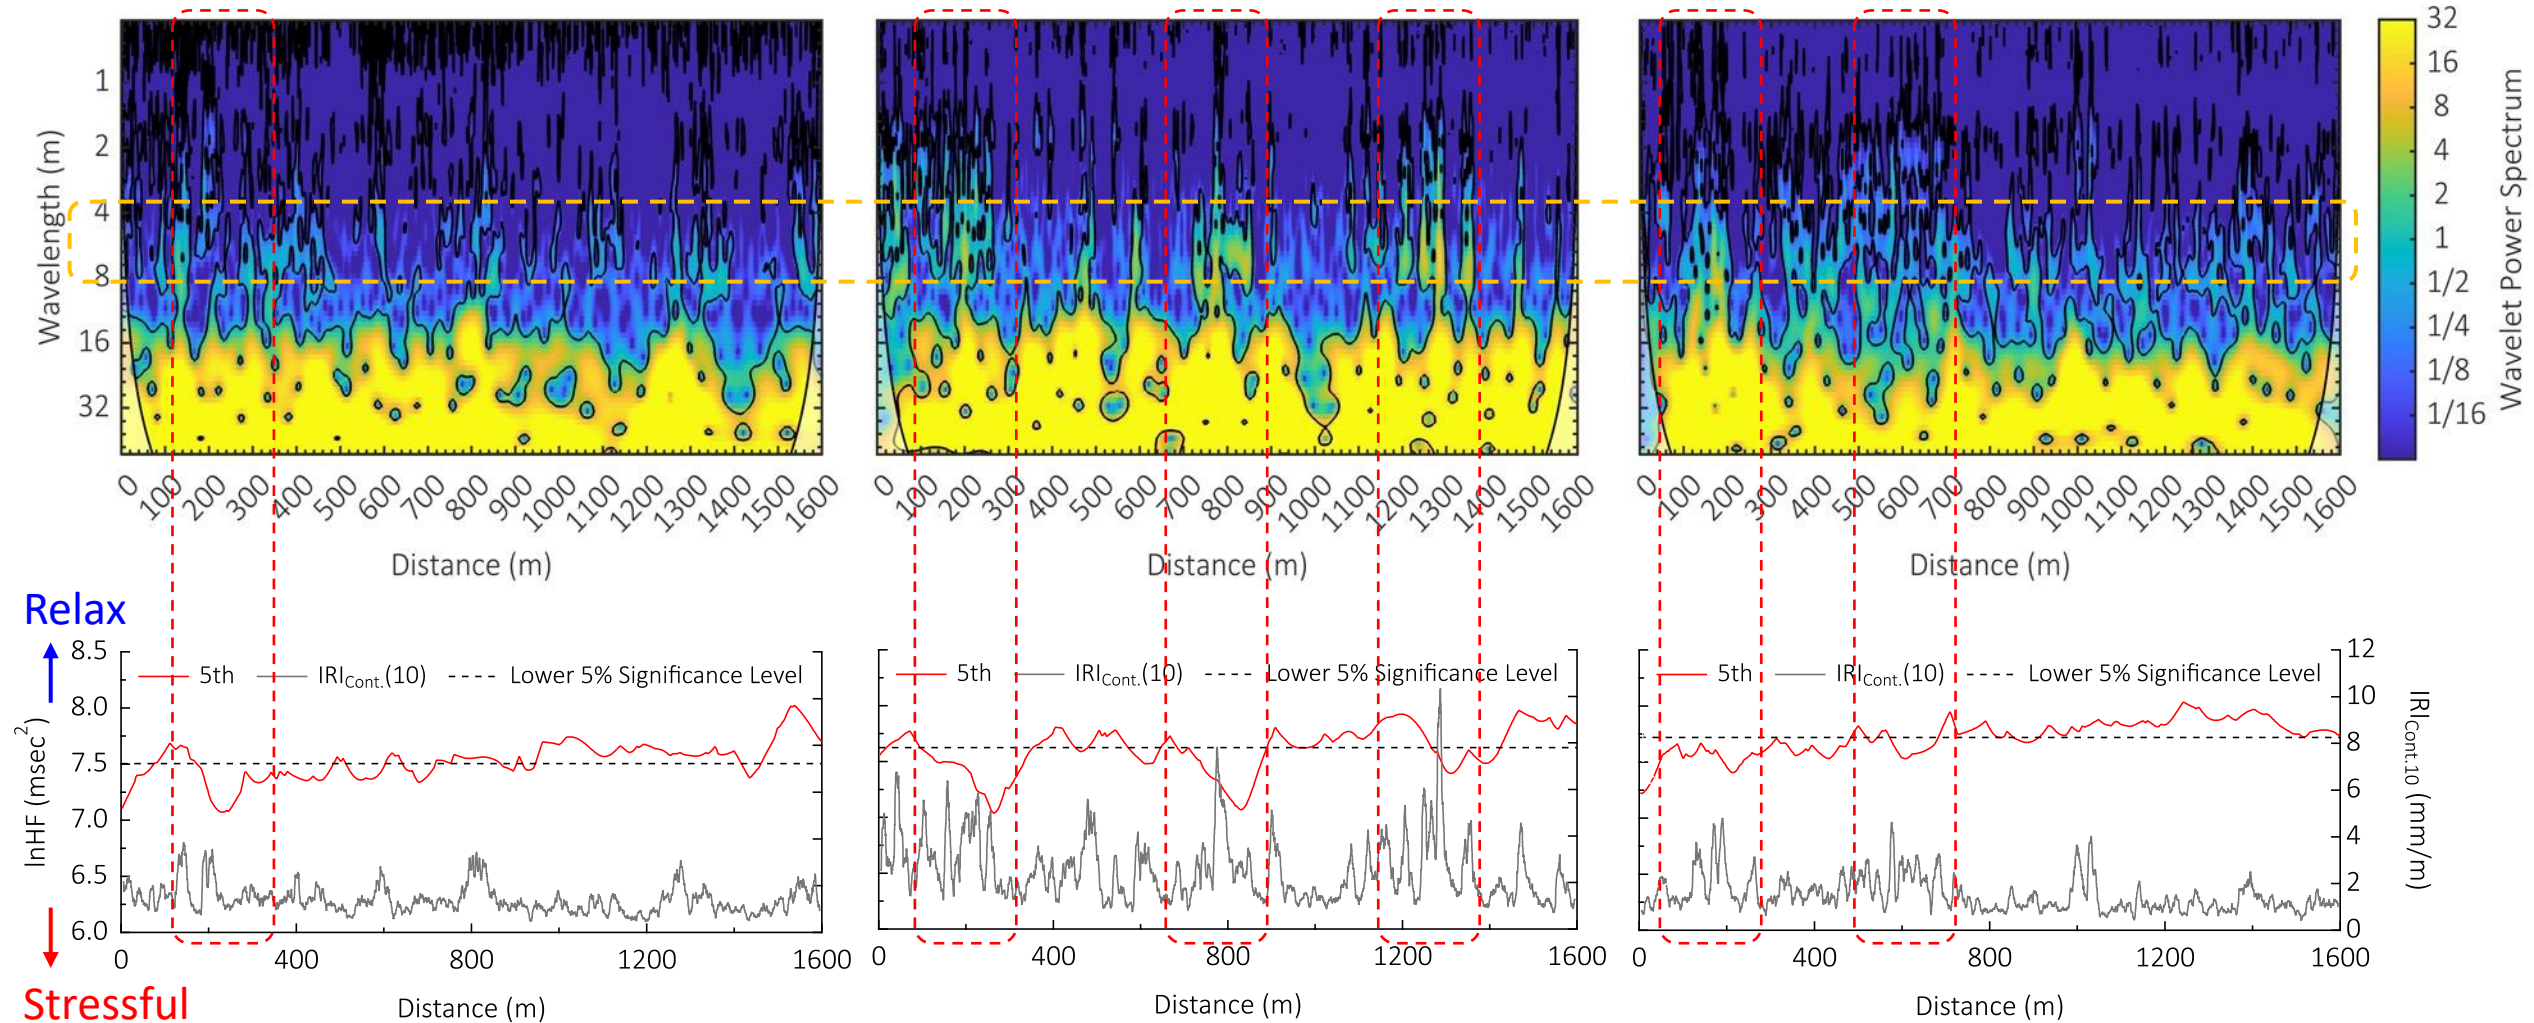 Wavelength (m)
1
2
4
8
16
32
0 100 200 300 400 500 600 700 800 900 1000 1100 1200 1300 1400 1500 1600
Distance (m)
0 100 200 300 400 500 600 700 800 900 1000 1100 1200 1300 1400 1500 1600
Distance (m)
0 100 200 300 400 500 600 700 800 900 1000 1100 1200 1300 1400 1500 1600
Distance (m)
32
16
8
4
2
1
1/2
1/4
1/8
1/16
Wavelet Power Spectrum
Relax
Stressful
lnHF (msec2)
8.5
8.0
7.5
7.0
6.5
6.0
5th IRICont.(10) Lower 5% Significance Level
0 400 800 1200 1600
Distance (m)
5th IRICont.(10) Lower 5% Significance Level
0 400 800 1200 1600
Distance (m)
5th IRICont.(10) Lower 5% Significance Level
0 400 800 1200 1600
Distance (m)
12
10
8
6
4
2
0
IRICont.10 (mm/m)